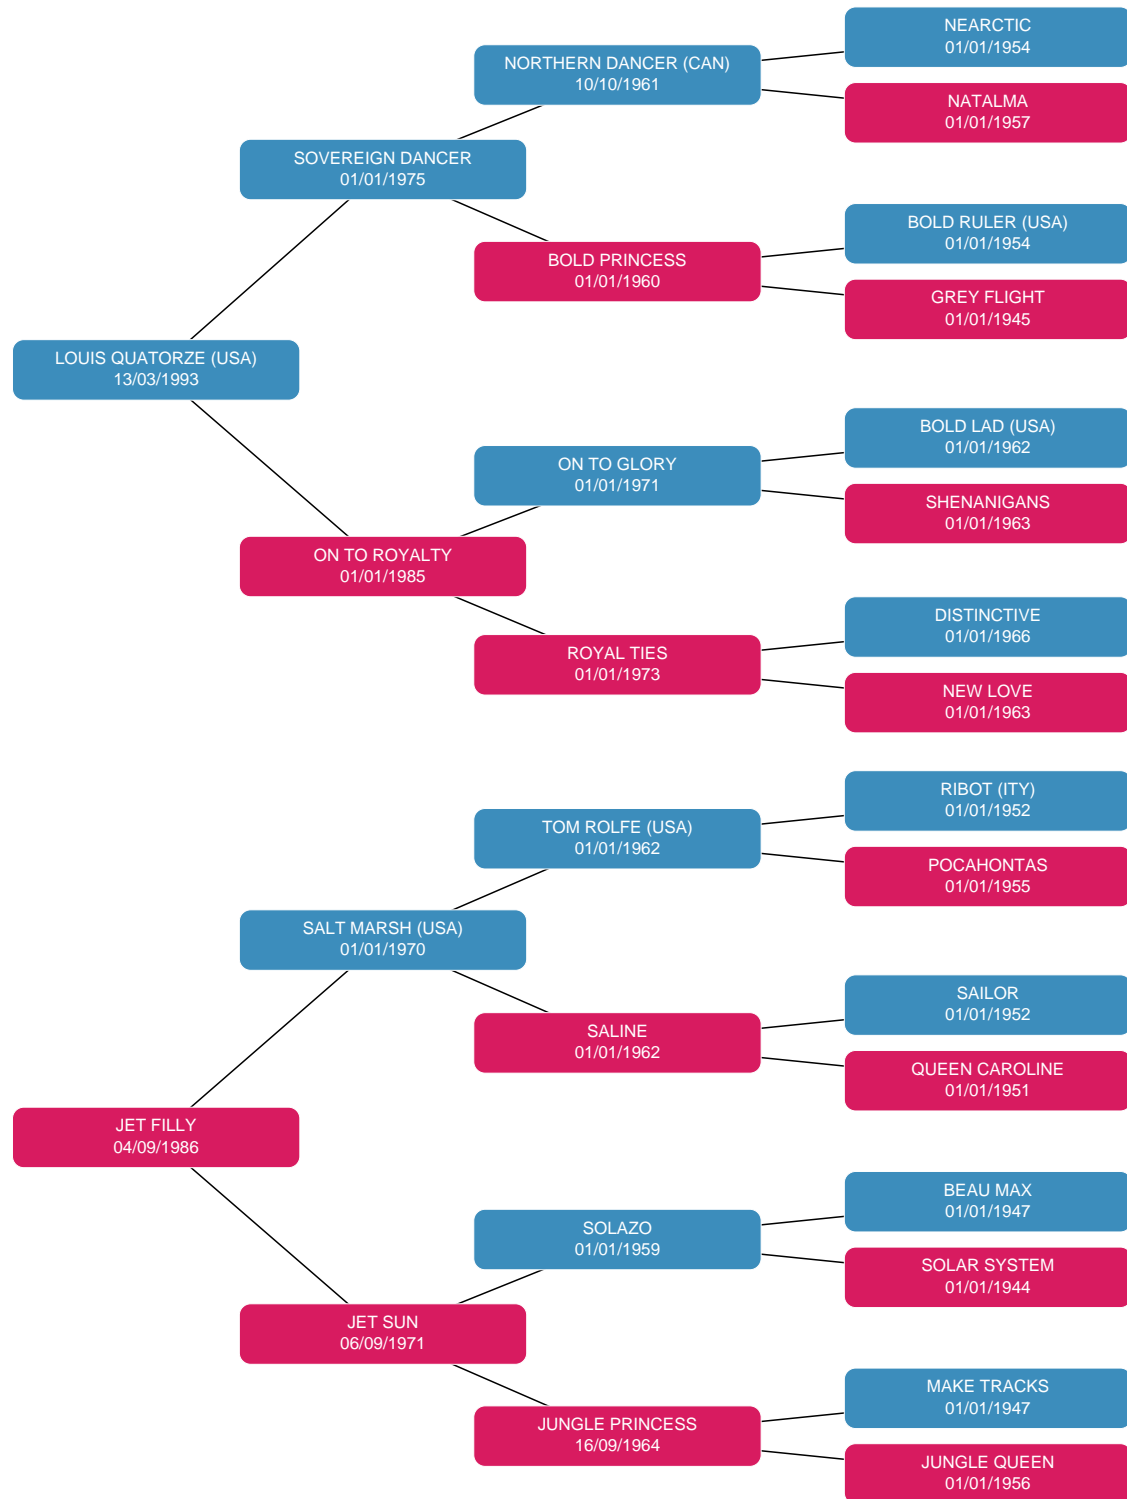 NEARCTIC
01/01/1954
NORTHERN DANCER (CAN)
10/10/1961
NATALMA
01/01/1957
SOVEREIGN DANCER
01/01/1975
BOLD RULER (USA)
01/01/1954
BOLD PRINCESS
01/01/1960
GREY FLIGHT
01/01/1945
LOUIS QUATORZE (USA)
13/03/1993
BOLD LAD (USA)
01/01/1962
ON TO GLORY
01/01/1971
SHENANIGANS
01/01/1963
ON TO ROYALTY
01/01/1985
DISTINCTIVE
01/01/1966
ROYAL TIES
01/01/1973
NEW LOVE
01/01/1963
RIBOT (ITY)
01/01/1952
TOM ROLFE (USA)
01/01/1962
POCAHONTAS
01/01/1955
SALT MARSH (USA)
01/01/1970
SAILOR
01/01/1952
SALINE
01/01/1962
QUEEN CAROLINE
01/01/1951
JET FILLY
04/09/1986
BEAU MAX
01/01/1947
SOLAZO
01/01/1959
SOLAR SYSTEM
01/01/1944
JET SUN
06/09/1971
MAKE TRACKS
01/01/1947
JUNGLE PRINCESS
16/09/1964
JUNGLE QUEEN
01/01/1956